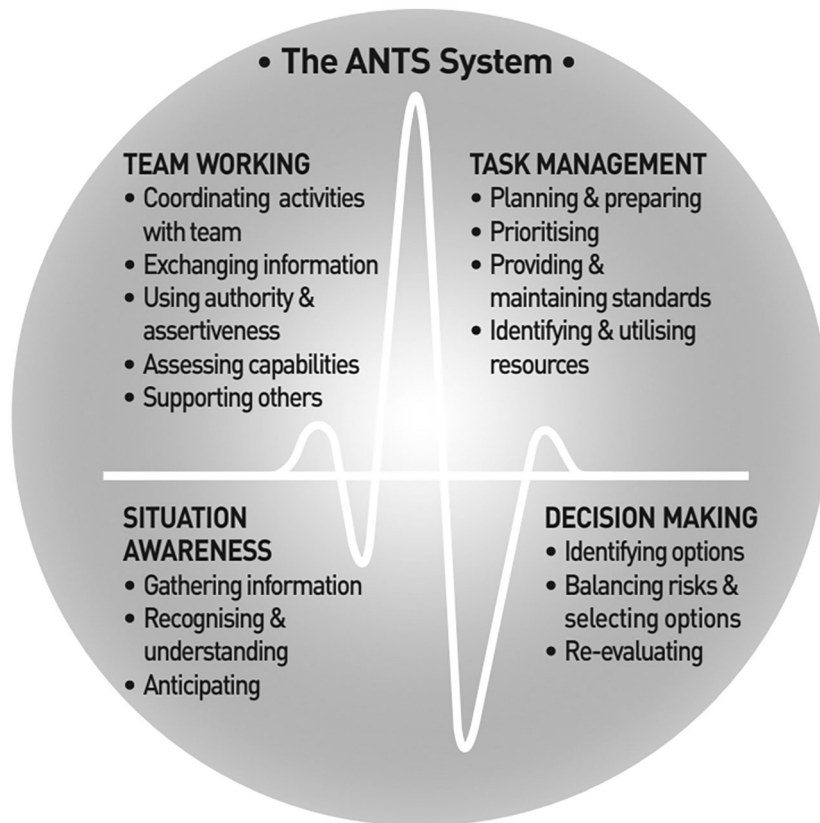 • The ANTS System •
TEAM WORKING
• Coordinating activities
with team
• Exchanging information
• Using authority &
assertiveness
• Assessing capabilities
• Supporting others
TASK MANAGEMENT
• Planning & preparing
• Prioritising
• Providing &
maintaining standards
• Identifying & utilising
resources
SITUATION
AWARENESS
• Gathering information
• Recognising &
understanding
• Anticipating
DECISION MAKING
• Identifying options
• Balancing risks &
selecting options
• Re-evaluating